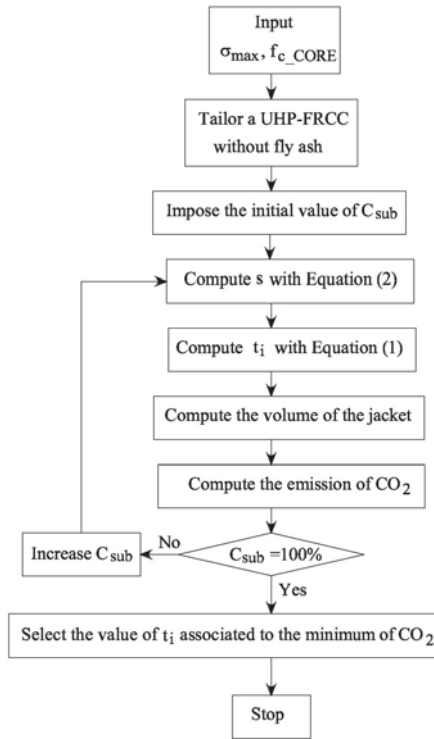 Input
σmax, fc_CORE
Tailor a UHP-FRCC
without fly ash
Impose the initial value of Csub
Compute s with Equation (2)
Compute ti with Equation (1)
Compute the volume of the jacket
Compute the emission of CO2
Csub =100%
No
Increase Csub
Yes
Select the value of ti associated to the minimum of CO2
Stop